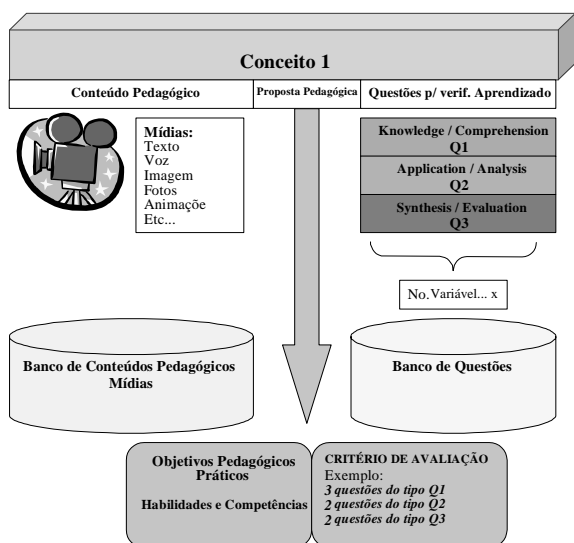 Conceito 1
Conteúdo Pedagógico
Proposta Pedagógica
Questões p/ verif. Aprendizado
Mídias:
Texto
Voz
Imagem
Fotos
Animaçõe
Etc...
Knowledge / Comprehension
Q1
Application / Analysis
Q2
Synthesis / Evaluation
Q3
No.Variável... x
Banco de Conteúdos Pedagógicos
Mídias
Banco de Questões
Objetivos Pedagógicos
Práticos
Habilidades e Competências
CRITÉRIO DE AVALIAÇÃO
Exemplo:
3 questões do tipo Q1
2 questões do tipo Q2
2 questões do tipo Q3